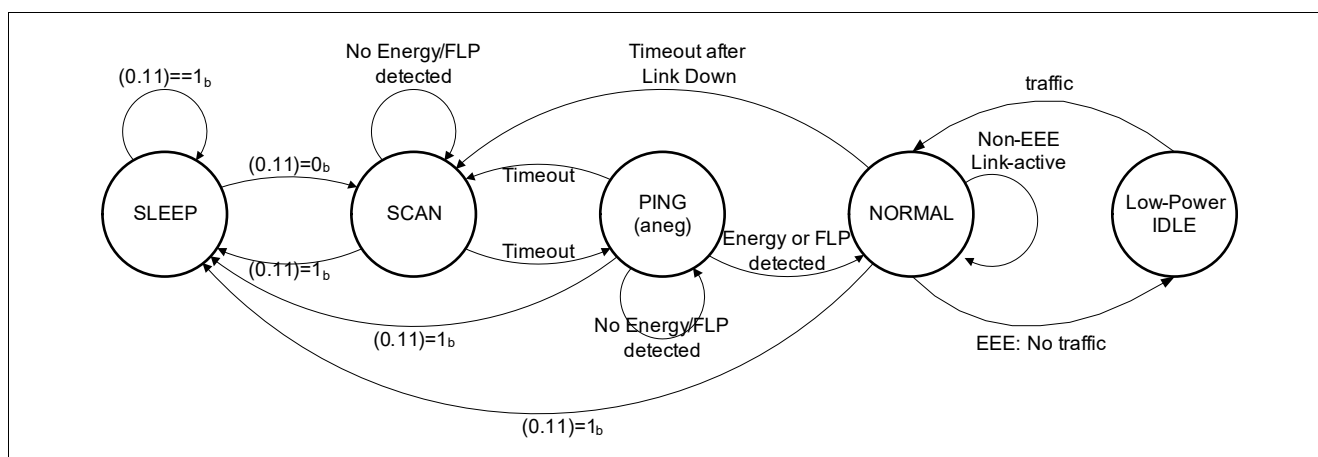 (0.11)==1b
No Energy/FLP
detected
Timeout after
Link Down
traffic
(0.11)=0b
Timeout
Non-EEE
Link-active
SLEEP
SCAN
PING
(aneg)
NORMAL
Low-Power
IDLE
(0.11)=1b
Timeout
Energy or FLP
detected
(0.11)=1b
No Energy/FLP
detected
EEE: No traffic
(0.11)=1b